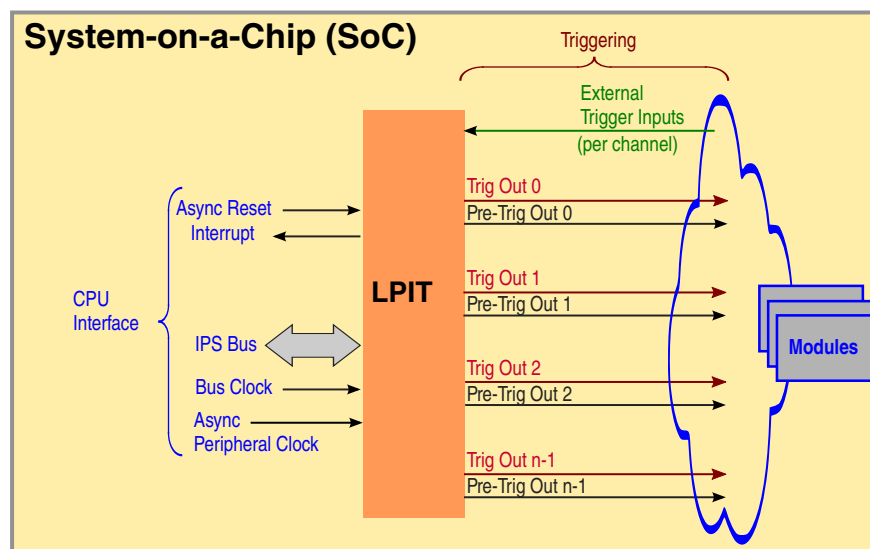 System-on-a-Chip (SoC)
Triggering
External
Trigger Inputs
(per channel)
Async Reset
Interrupt
CPU
Interface
IPS Bus
Bus Clock
Async
Peripheral Clock
LPIT
Trig Out 0
Pre-Trig Out 0
Trig Out 1
Pre-Trig Out 1
Trig Out 2
Pre-Trig Out 2
Trig Out n-1
Pre-Trig Out n-1
Modules